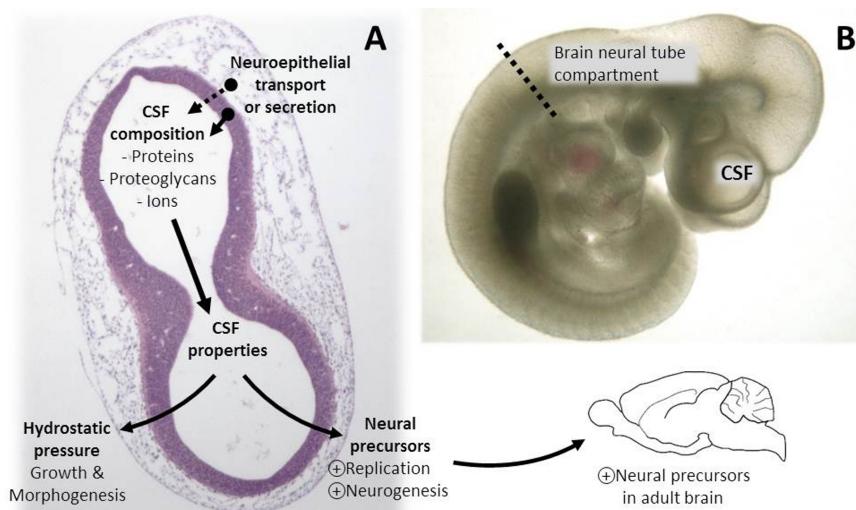 A
Neuroepithelial
transport
or secretion
CSF
composition
- Proteins
- Proteoglycans
- Ions
CSF
properties
Hydrostatic
pressure
Growth &
Morphogenesis
Neural
precursors
⊕Replication
⊕Neurogenesis
B
Brain neural tube
compartment
CSF
⊕Neural precursors
in adult brain